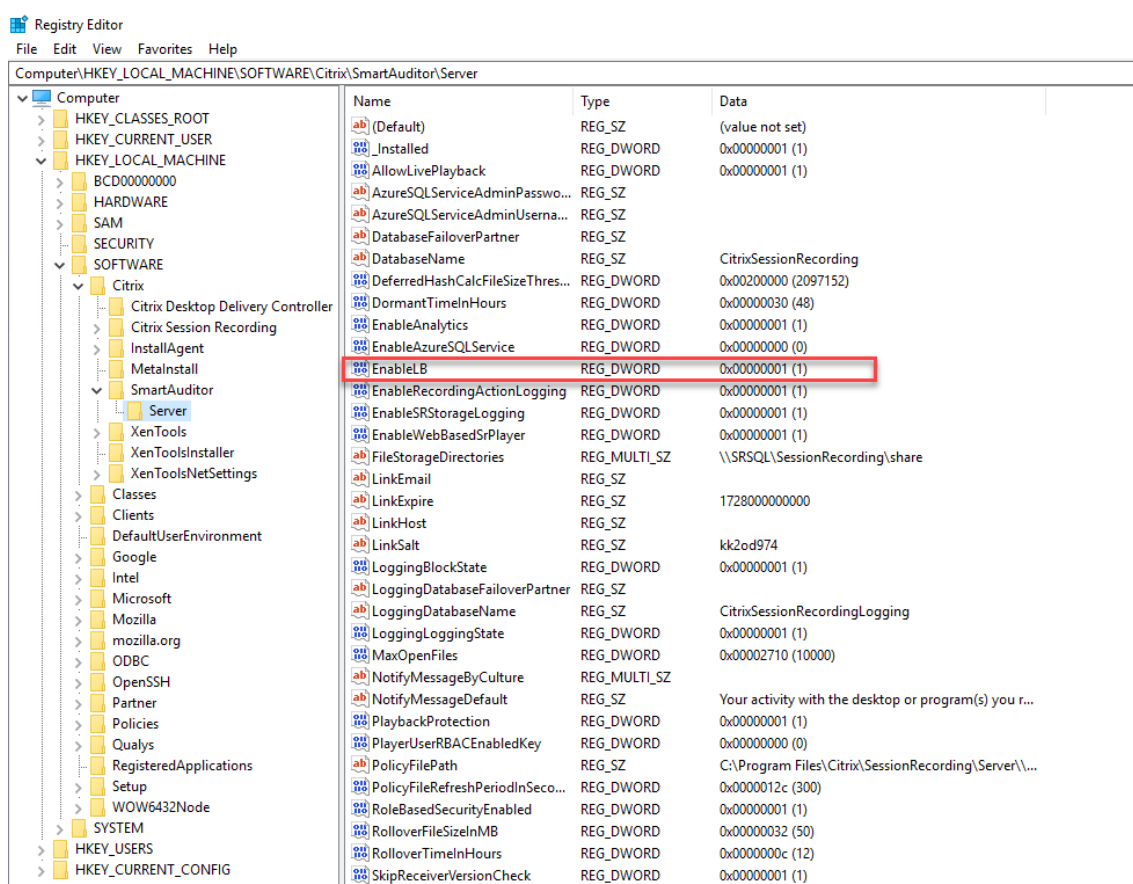 Registry Editor
File Edit View Favorites Help
Computer\HKEY_LOCAL_MACHINE\SOFTWARE\Citrix\SmartAuditor\Server
Computer
HKEY_CLASSES_ROOT
HKEY_CURRENT_USER
HKEY_LOCAL_MACHINE
BCD00000000
HARDWARE
SAM
SECURITY
SOFTWARE
Citrix
Citrix Desktop Delivery Controller
Citrix Session Recording
InstallAgent
MetaInstall
SmartAuditor
Server
XenTools
XenToolsInstaller
XenToolsNetSettings
Classes
Clients
DefaultUserEnvironment
Google
Intel
Microsoft
Mozilla
mozilla.org
ODBC
OpenSSH
Partner
Policies
Qualys
RegisteredApplications
Setup
WOW6432Node
SYSTEM
HKEY_USERS
HKEY_CURRENT_CONFIG
Name Type Data
(Default) REG_SZ (value not set)
_Installed REG_DWORD 0x00000001 (1)
AllowLivePlayback REG_DWORD 0x00000001 (1)
AzureSQLServiceAdminPasswo... REG_SZ
AzureSQLServiceAdminUserna... REG_SZ
DatabaseFailoverPartner REG_SZ
DatabaseName REG_SZ CitrixSessionRecording
DeferredHashCalcFileSizeThres... REG_DWORD 0x00200000 (2097152)
DormantTimeInHours REG_DWORD 0x00000030 (48)
EnableAnalytics REG_DWORD 0x00000001 (1)
EnableAzureSQLService REG_DWORD 0x00000000 (0)
EnableLB REG_DWORD 0x00000001 (1)
EnableRecordingActionLogging REG_DWORD 0x00000001 (1)
EnableSRStorageLogging REG_DWORD 0x00000001 (1)
EnableWebBasedSrPlayer REG_DWORD 0x00000001 (1)
FileStorageDirectories REG_MULTI_SZ \\SRSQL\SessionRecording\share
LinkEmail REG_SZ
LinkExpire REG_SZ 1728000000000
LinkHost REG_SZ
LinkSalt REG_SZ kk2od974
LoggingBlockState REG_DWORD 0x00000001 (1)
LoggingDatabaseFailoverPartner REG_SZ
LoggingDatabaseName REG_SZ CitrixSessionRecordingLogging
LoggingLoggingState REG_DWORD 0x00000001 (1)
MaxOpenFiles REG_DWORD 0x00002710 (10000)
NotifyMessageByCulture REG_MULTI_SZ
NotifyMessageDefault REG_SZ Your activity with the desktop or program(s) you r...
PlaybackProtection REG_DWORD 0x00000001 (1)
PlayerUserRBACEnabledKey REG_DWORD 0x00000000 (0)
PolicyFilePath REG_SZ C:\Program Files\Citrix\SessionRecording\Server\\...
PolicyFileRefreshPeriodInSeco... REG_DWORD 0x0000012c (300)
RoleBasedSecurityEnabled REG_DWORD 0x00000001 (1)
RolloverFileSizeInMB REG_DWORD 0x00000032 (50)
RolloverTimeInHours REG_DWORD 0x0000000c (12)
SkipReceiverVersionCheck REG_DWORD 0x00000001 (1)